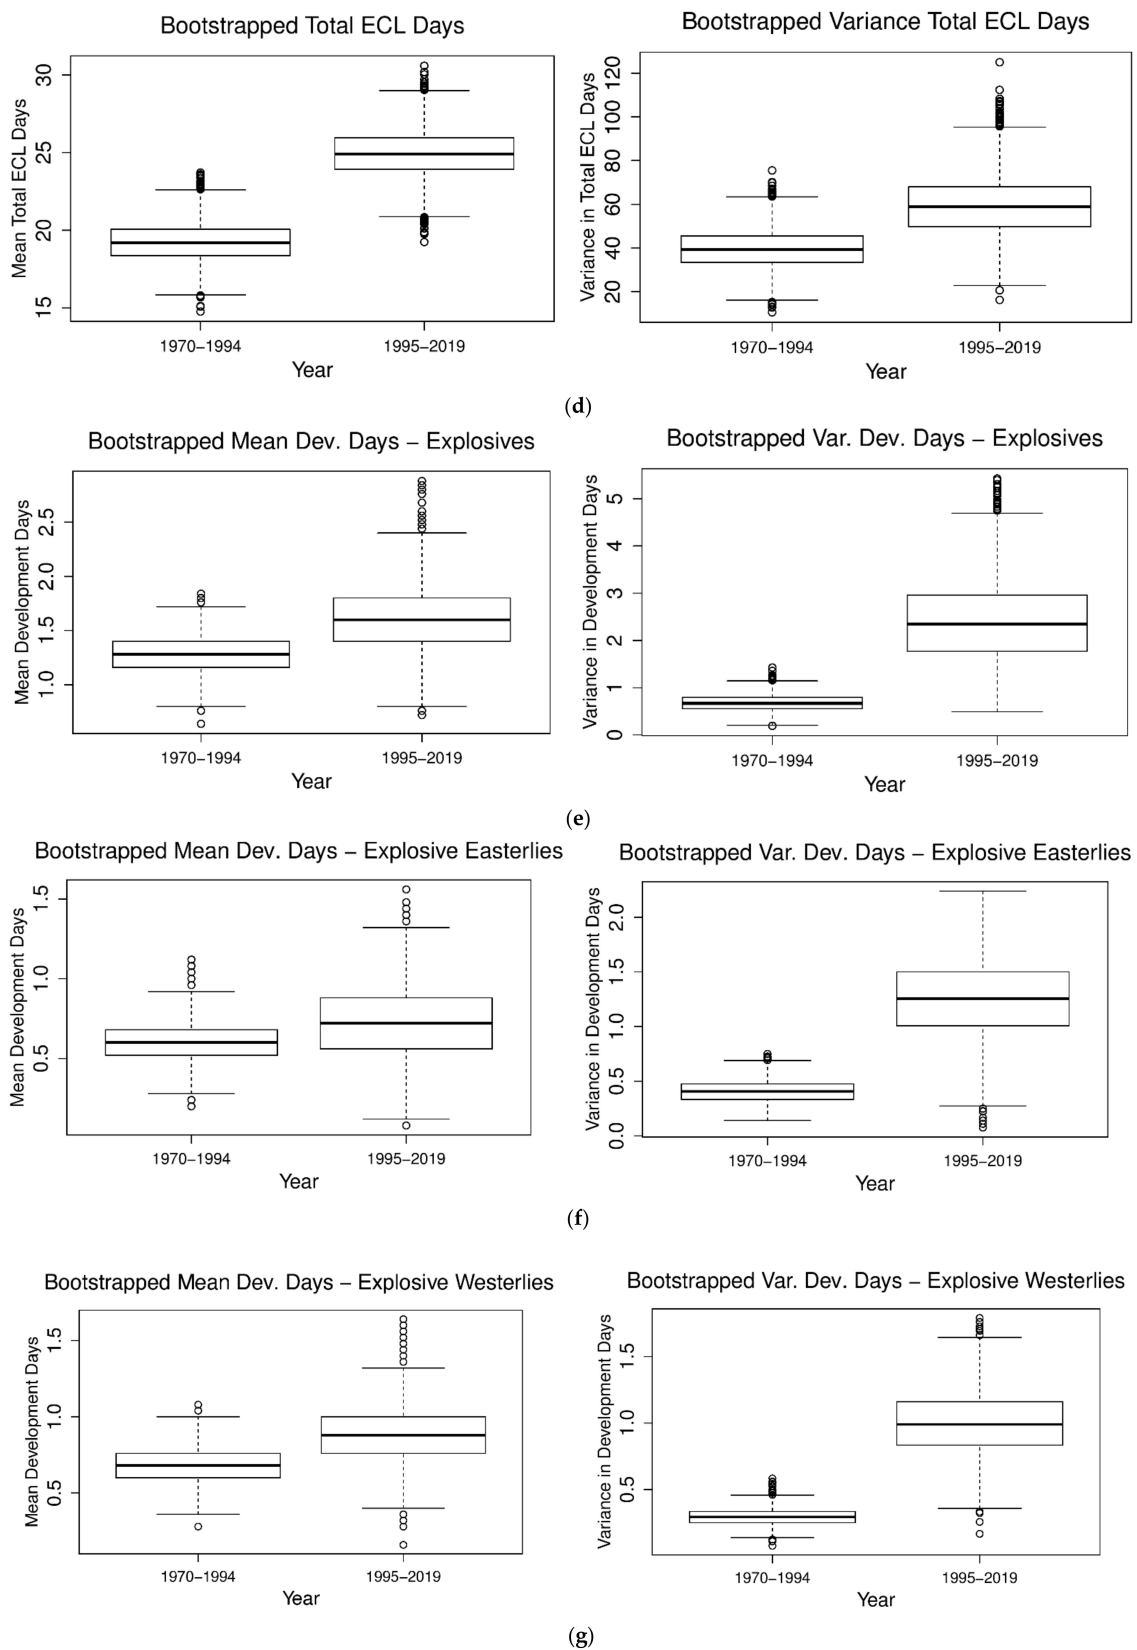 Bootstrapped Total ECL Days
Mean Total ECL Days
30
25
20
15
1970–1994
1995–2019
Year
Bootstrapped Variance Total ECL Days
Variance in Total ECL Days
120
100
80
60
40
20
1970–1994
1995–2019
Year
(d)
Bootstrapped Mean Dev. Days – Explosives
Mean Development Days
2.5
2.0
1.5
1.0
1970–1994
1995–2019
Year
Bootstrapped Var. Dev. Days – Explosives
Variance in Development Days
5
4
3
2
1
0
1970–1994
1995–2019
Year
(e)
Bootstrapped Mean Dev. Days – Explosive Easterlies
Mean Development Days
1.5
1.0
0.5
1970–1994
1995–2019
Year
Bootstrapped Var. Dev. Days – Explosive Easterlies
Variance in Development Days
2.0
1.5
1.0
0.5
0.0
1970–1994
1995–2019
Year
(f)
Bootstrapped Mean Dev. Days – Explosive Westerlies
Mean Development Days
1.5
1.0
0.5
1970–1994
1995–2019
Year
Bootstrapped Var. Dev. Days – Explosive Westerlies
Variance in Development Days
1.5
1.0
0.5
1970–1994
1995–2019
Year
(g)